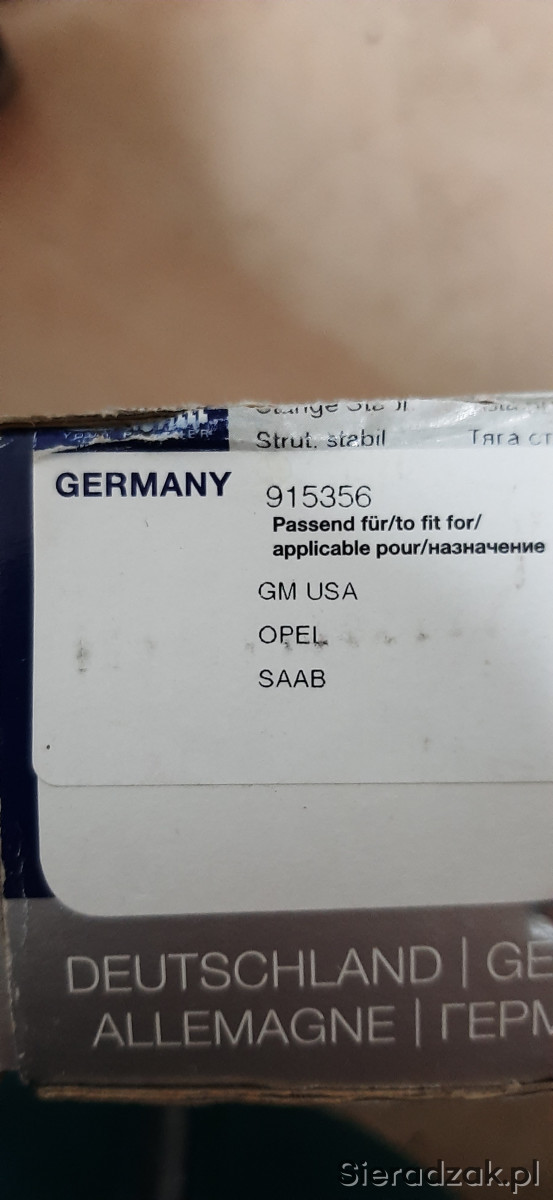 Strut. stabil Тяга ст
GERMANY
915356
Passend für/to fit for/
applicable pour/назначение
GM USA
OPEL
SAAB
DEUTSCHLAND | GE
ALLEMAGNE | ГЕРМ
Sieradzak.pl